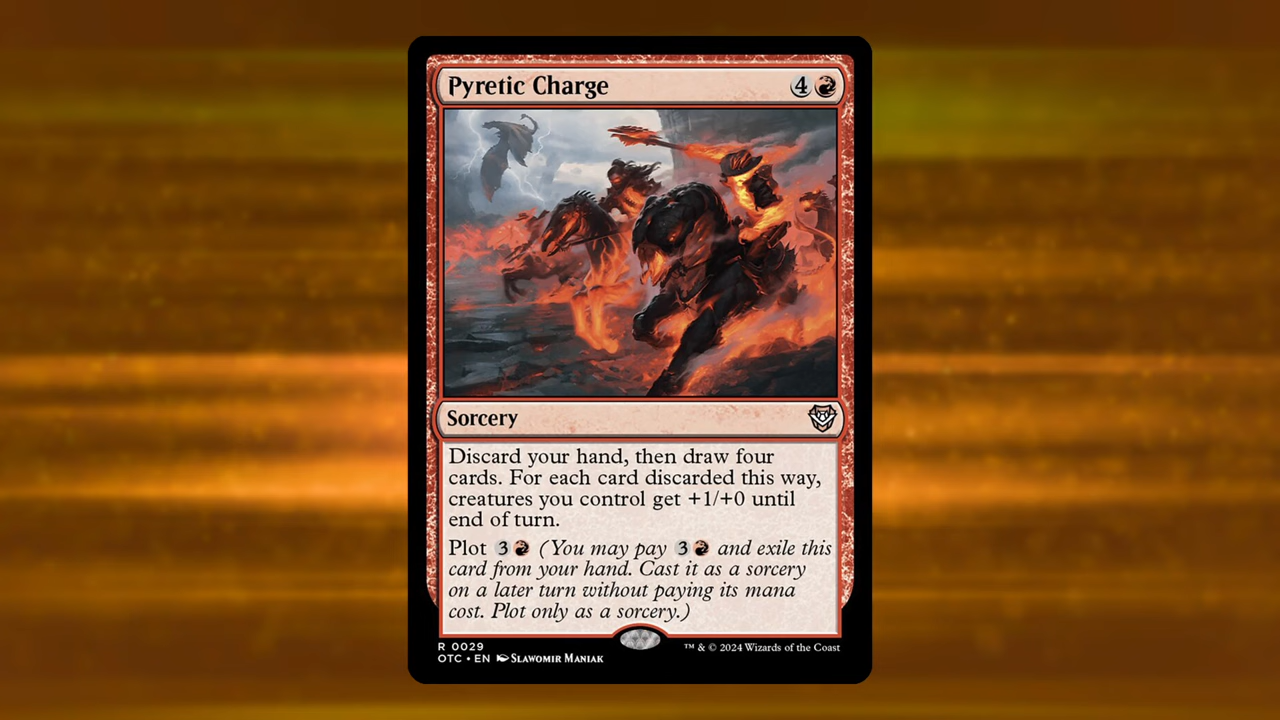 Pyretic Charge 4
Sorcery
Discard your hand, then draw four
cards. For each card discarded this way,
creatures you control get +1/+0 until
end of turn.
Plot 3 (You may pay 3 and exile this
card from your hand. Cast it as a sorcery
on a later turn without paying its mana
cost. Plot only as a sorcery.)
R 0029
OTC • EN SLAWOMIR MANIAK
™ & © 2024 Wizards of the Coast